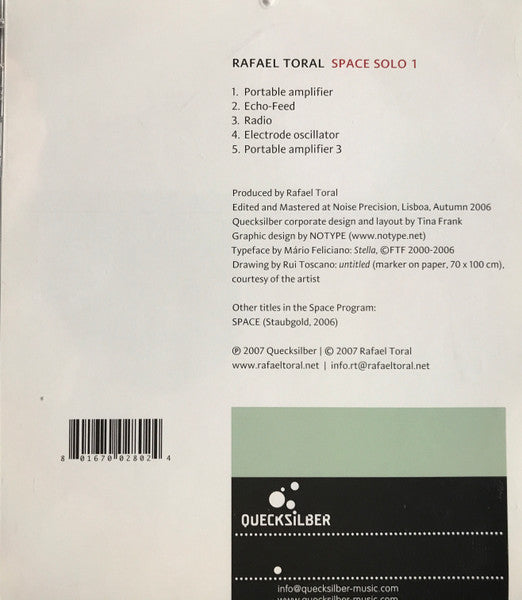 RAFAEL TORAL SPACE SOLO 1
1. Portable amplifier
2. Echo-Feed
3. Radio
4. Electrode oscillator
5. Portable amplifier 3
Produced by Rafael Toral
Edited and Mastered at Noise Precision, Lisboa, Autumn 2006
Quecksilber corporate design and layout by Tina Frank
Graphic design by NOTYPE (www.notype.net)
Typeface by Mário Feliciano: Stella, ©FTF 2000-2006
Drawing by Rui Toscano: untitled (marker on paper, 70 x 100 cm),
courtesy of the artist
Other titles in the Space Program:
SPACE (Staubgold, 2006)
℗ 2007 Quecksilber | © 2007 Rafael Toral
www.rafaeltoral.net | info.rt@rafaeltoral.net
8 01670 02802 4
QUECKSiLBER
info@quecksilber-music.com
www.quecksilber-music.com